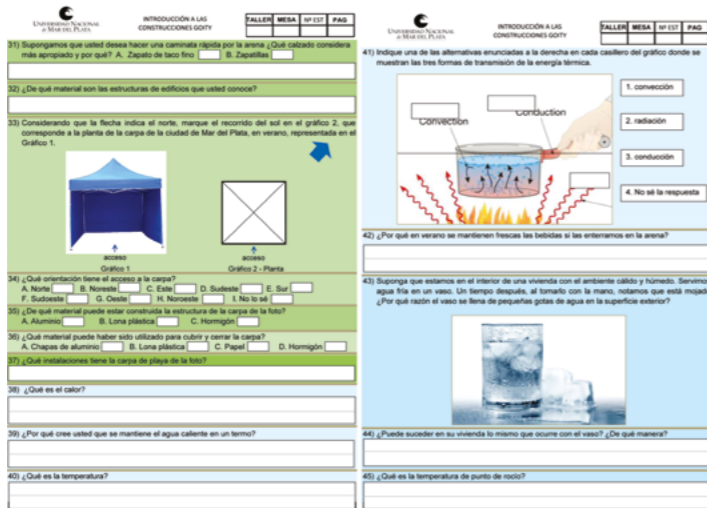 UNIVERSIDAD NACIONAL
de MAR DEL PLATA
INTRODUCCIÓN A LAS
CONSTRUCCIONES GOITY
TALLER MESA Nº EST PAG
31) Supongamos que usted desea hacer una caminata rápida por la arena ¿Qué calzado considera
más apropiado y por qué? A. Zapato de taco fino B. Zapatillas
32) ¿De qué material son las estructuras de edificios que usted conoce?
33) Considerando que la flecha indica el norte, marque el recorrido del sol en el gráfico 2, que
corresponde a la planta de la carpa de la ciudad de Mar del Plata, en verano, representada en el
Gráfico 1.
acceso
Gráfico 1
acceso
Gráfico 2 - Planta
34) ¿Qué orientación tiene el acceso a la carpa?
A. Norte B. Noreste C. Este D. Sudeste E. Sur
F. Sudoeste G. Oeste H. Noroeste I. No lo sé
35) ¿De qué material puede estar construida la estructura de la carpa de la foto?
A. Aluminio B. Lona plástica C. Hormigón
36) ¿Qué material puede haber sido utilizado para cubrir y cerrar la carpa?
A. Chapas de aluminio B. Lona plástica C. Papel D. Hormigón
37) ¿Qué instalaciones tiene la carpa de playa de la foto?
38) ¿Qué es el calor?
39) ¿Por qué cree usted que se mantiene el agua caliente en un termo?
40) ¿Qué es la temperatura?
UNIVERSIDAD NACIONAL
de MAR DEL PLATA
INTRODUCCIÓN A LAS
CONSTRUCCIONES GOITY
TALLER MESA Nº EST PAG
41) Indique una de las alternativas enunciadas a la derecha en cada casillero del gráfico donde se
muestran las tres formas de transmisión de la energía térmica.
Convection
Conduction
1. convección
2. radiación
3. conducción
4. No sé la respuesta
42) ¿Por qué en verano se mantienen frescas las bebidas si las enterramos en la arena?
43) Suponga que estamos en el interior de una vivienda con el ambiente cálido y húmedo. Servimo
agua fría en un vaso. Un tiempo después, al tomarlo con la mano, notamos que está mojad
¿Por qué razón el vaso se llena de pequeñas gotas de agua en la superficie exterior?
44) ¿Puede suceder en su vivienda lo mismo que ocurre con el vaso? ¿De qué manera?
45) ¿Qué es la temperatura de punto de rocío?